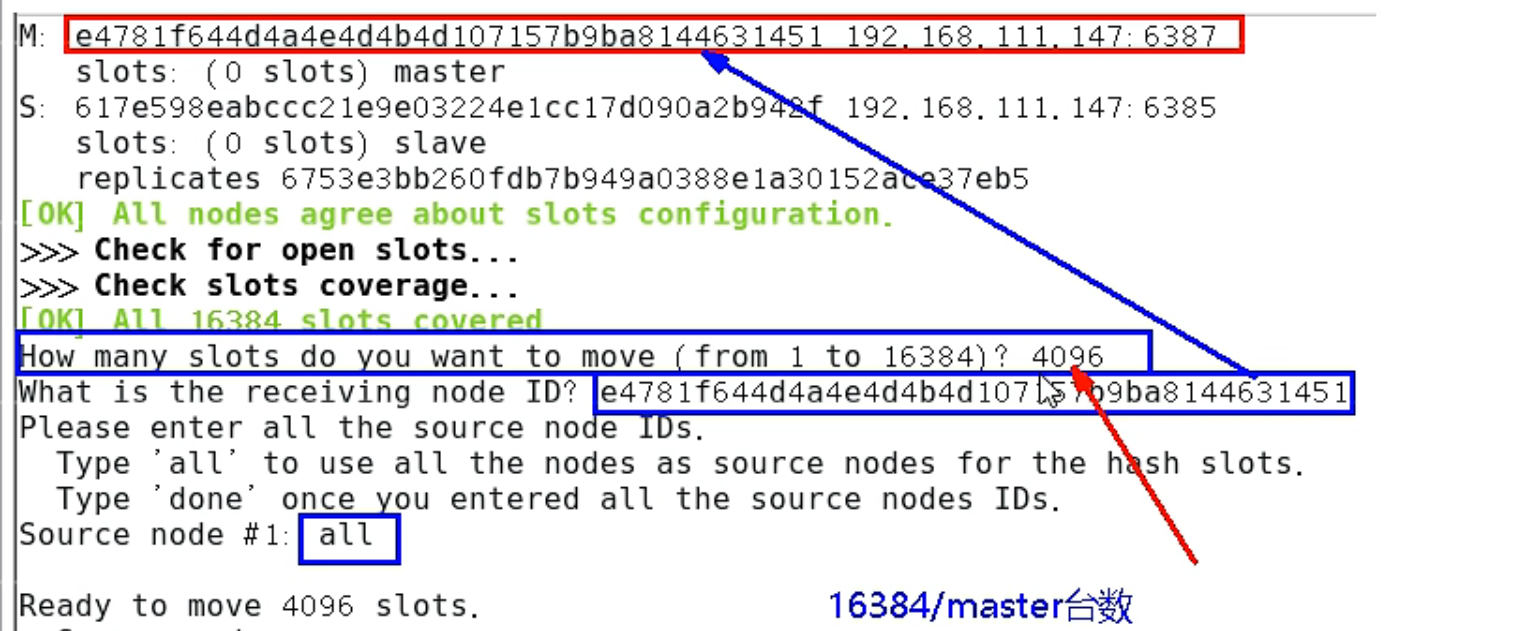 M: e4781f644d4a4e4d4b4d107157b9ba8144631451 192.168.111.147:6387
slots: (0 slots) master
S: 617e598eabccc21e9e03224e1cc17d090a2b942f 192.168.111.147:6385
slots: (0 slots) slave
replicates 6753e3bb260fdb7b949a0388e1a30152ace37eb5
[OK] All nodes agree about slots configuration.
>>> Check for open slots...
>>> Check slots coverage...
[OK] All 16384 slots covered
How many slots do you want to move (from 1 to 16384)? 4096
What is the receiving node ID? e4781f644d4a4e4d4b4d107157b9ba8144631451
Please enter all the source node IDs.
Type 'all' to use all the nodes as source nodes for the hash slots.
Type 'done' once you entered all the source nodes IDs.
Source node #1: all
Ready to move 4096 slots.
16384/master台数